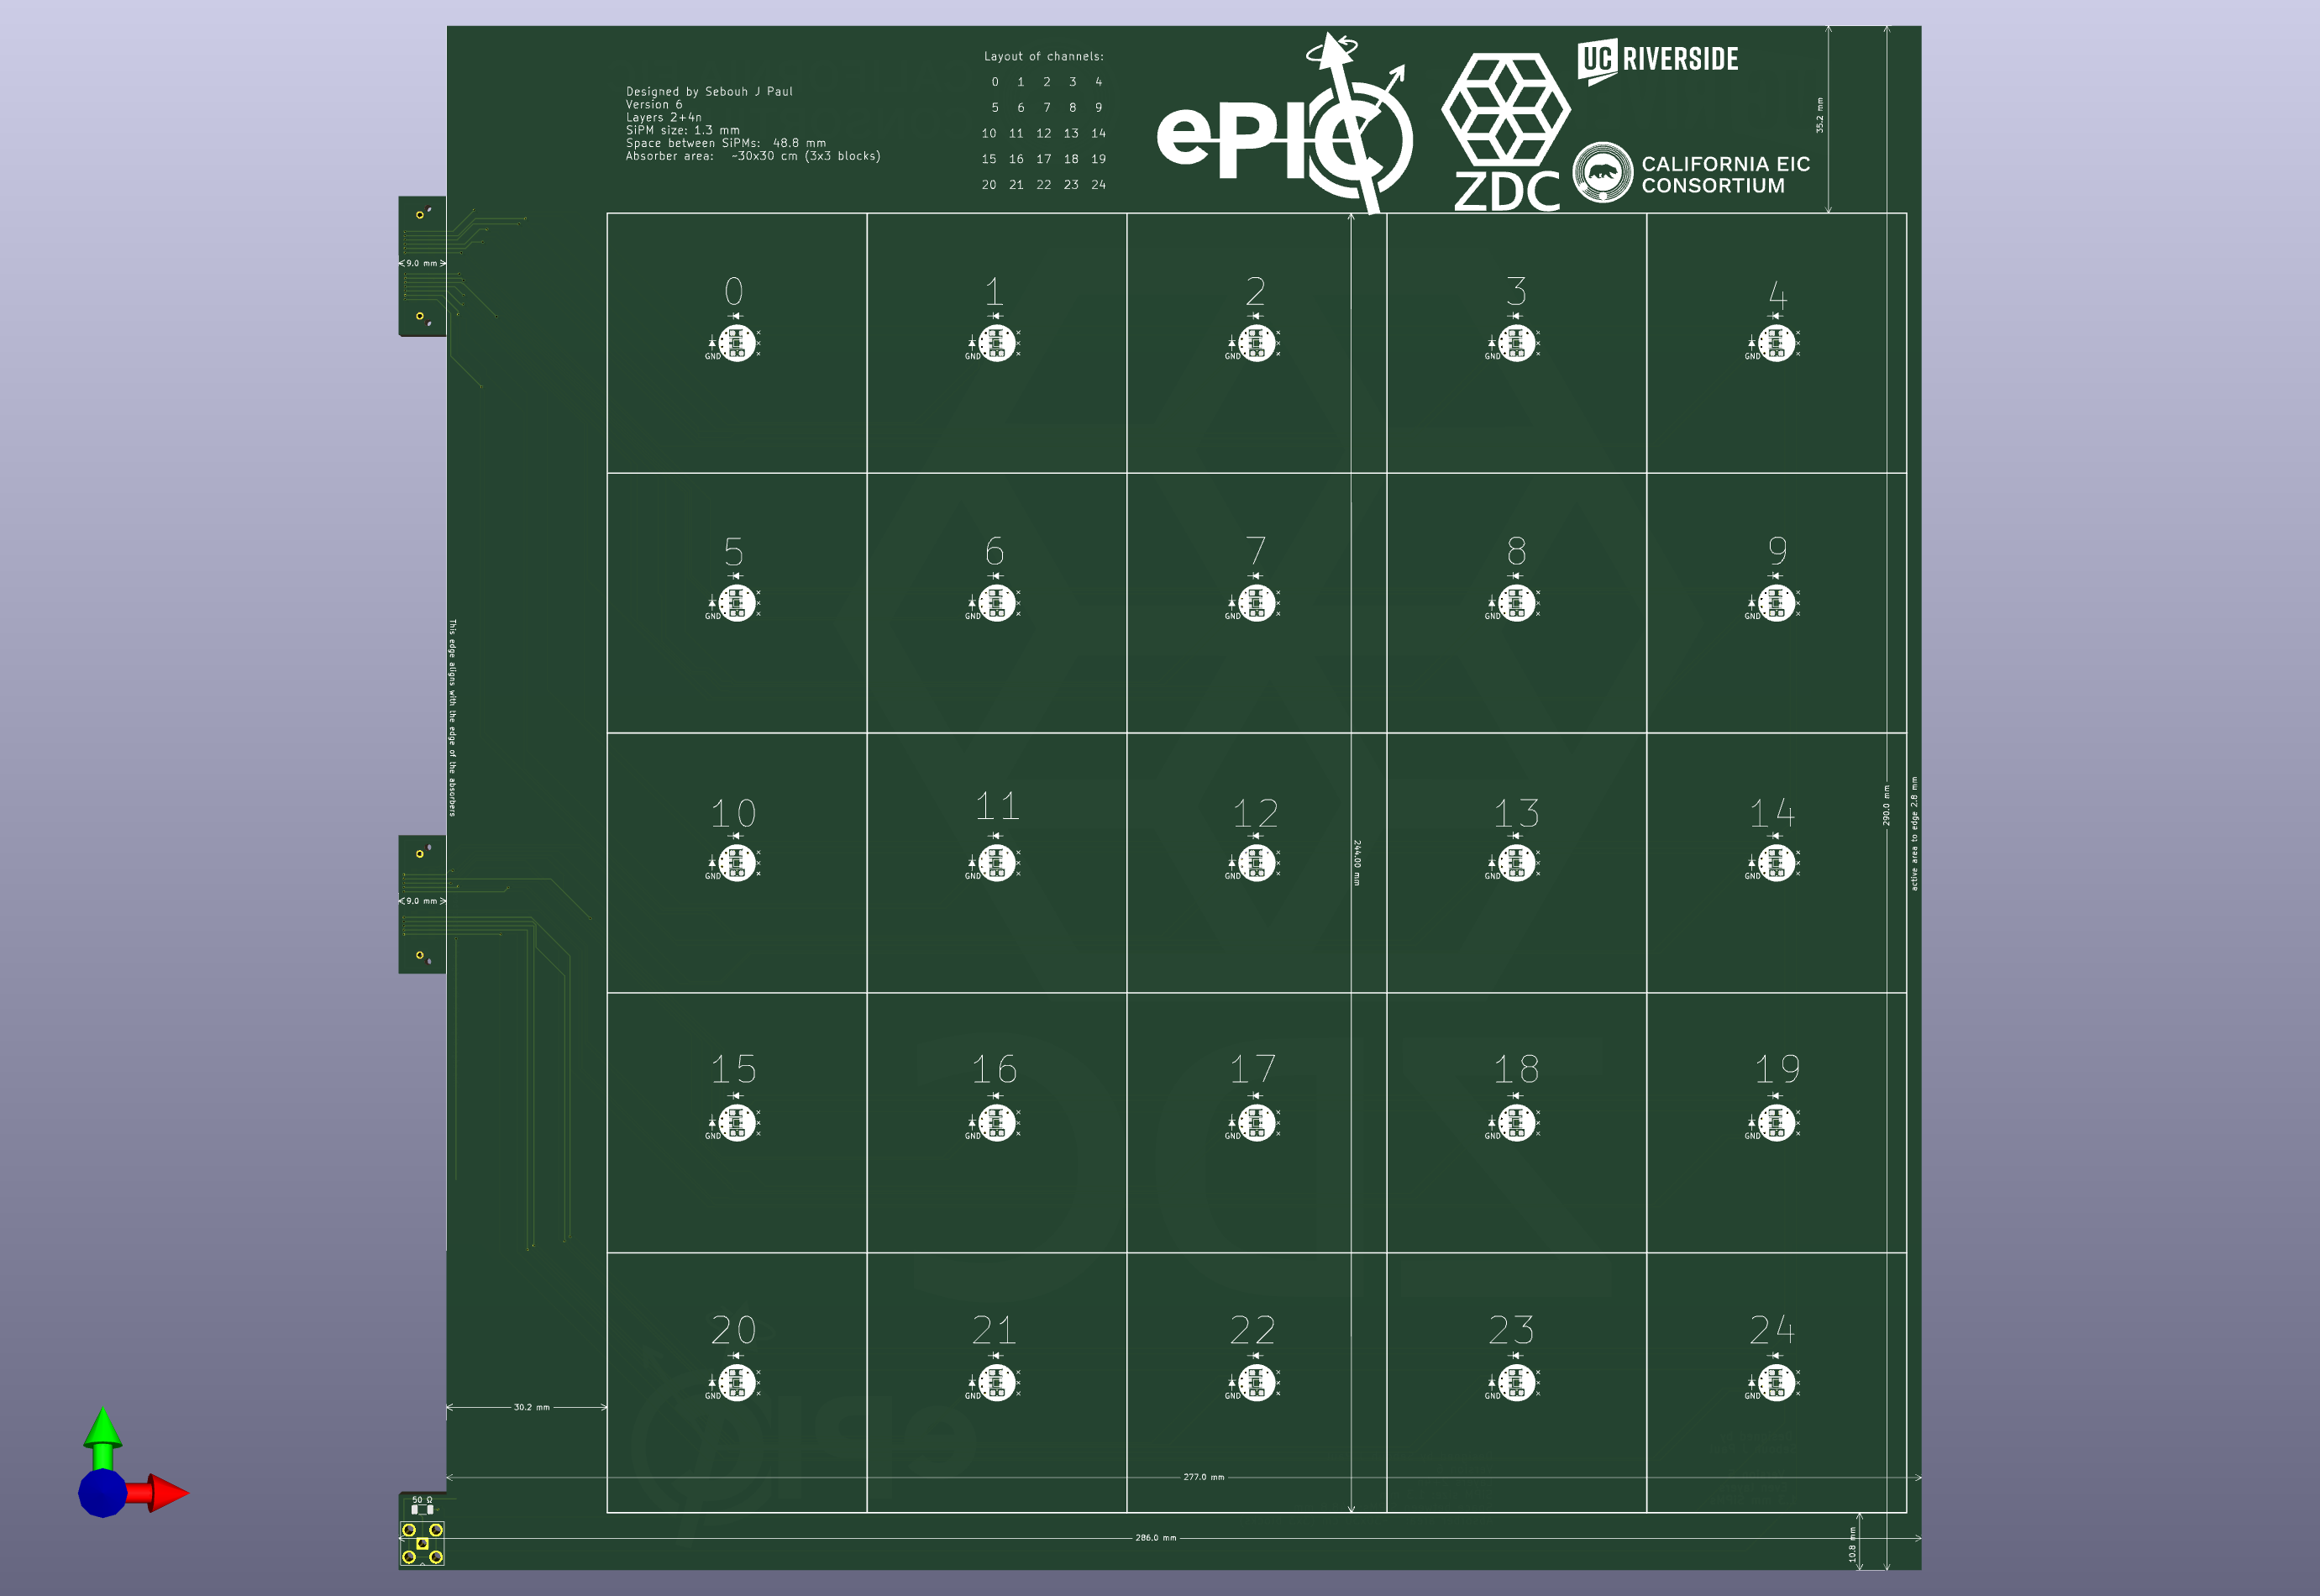 Designed by Sebouh J Paul
Version 6
Layers 2+4n
SiPM size: 1.3 mm
Space between SiPMs: 48.8 mm
Absorber area: ~30x30 cm (3x3 blocks)
Layout of channels:
0 1 2 3 4
5 6 7 8 9
10 11 12 13 14
15 16 17 18 19
20 21 22 23 24
ePIC
ZDC
UC RIVERSIDE
CALIFORNIA EIC
CONSORTIUM
35.2 mm
9.0 mm
0 1 2 3 4
GND GND GND GND GND
5 6 7 8 9
GND GND GND GND GND
This edge aligns with the edge of the absorbers
10 11 12 13 14
GND GND GND GND GND
244.00 mm
290.0 mm
active area to edge 2.8 mm
9.0 mm
15 16 17 18 19
GND GND GND GND GND
20 21 22 23 24
GND GND GND GND GND
30.2 mm
277.0 mm
50 Ω
286.0 mm
10.8 mm